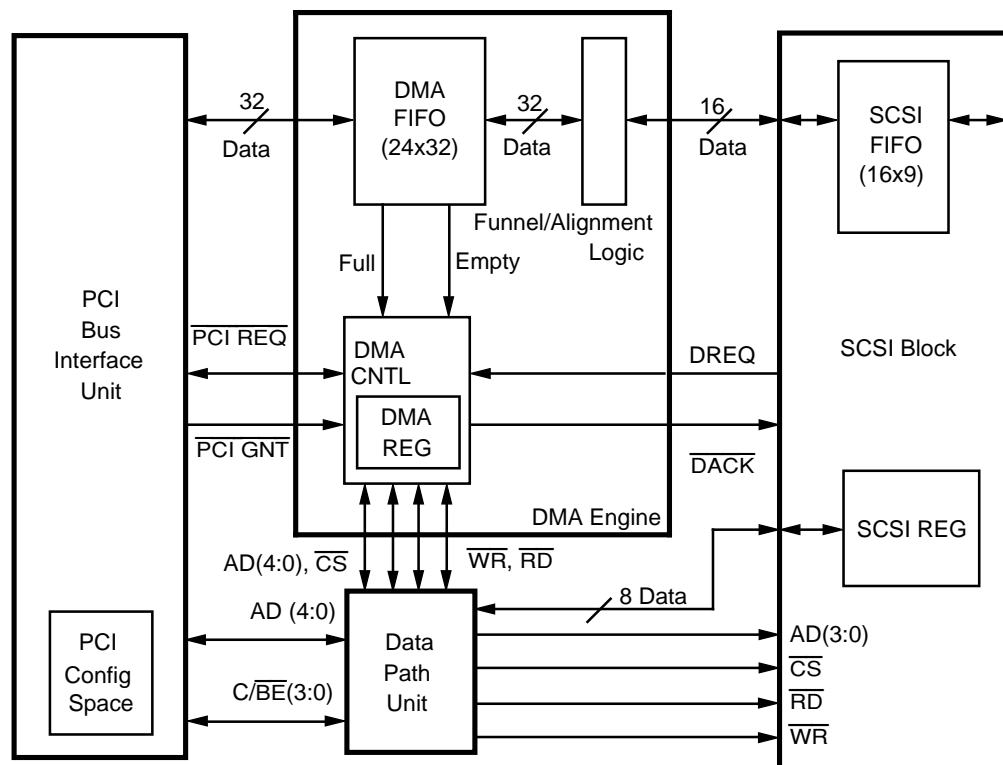 PCI
Bus
Interface
Unit
PCI
Config
Space
32
Data
DMA
FIFO
(24x32)
32
Data
Funnel/Alignment
Logic
16
Data
SCSI
FIFO
(16x9)
Full
Empty
PCI REQ
PCI GNT
DMA
CNTL
DMA
REG
DREQ
DACK
SCSI Block
DMA Engine
SCSI REG
AD(4:0), CS
WR, RD
8 Data
AD (4:0)
C/BE(3:0)
Data
Path
Unit
AD(3:0)
CS
RD
WR